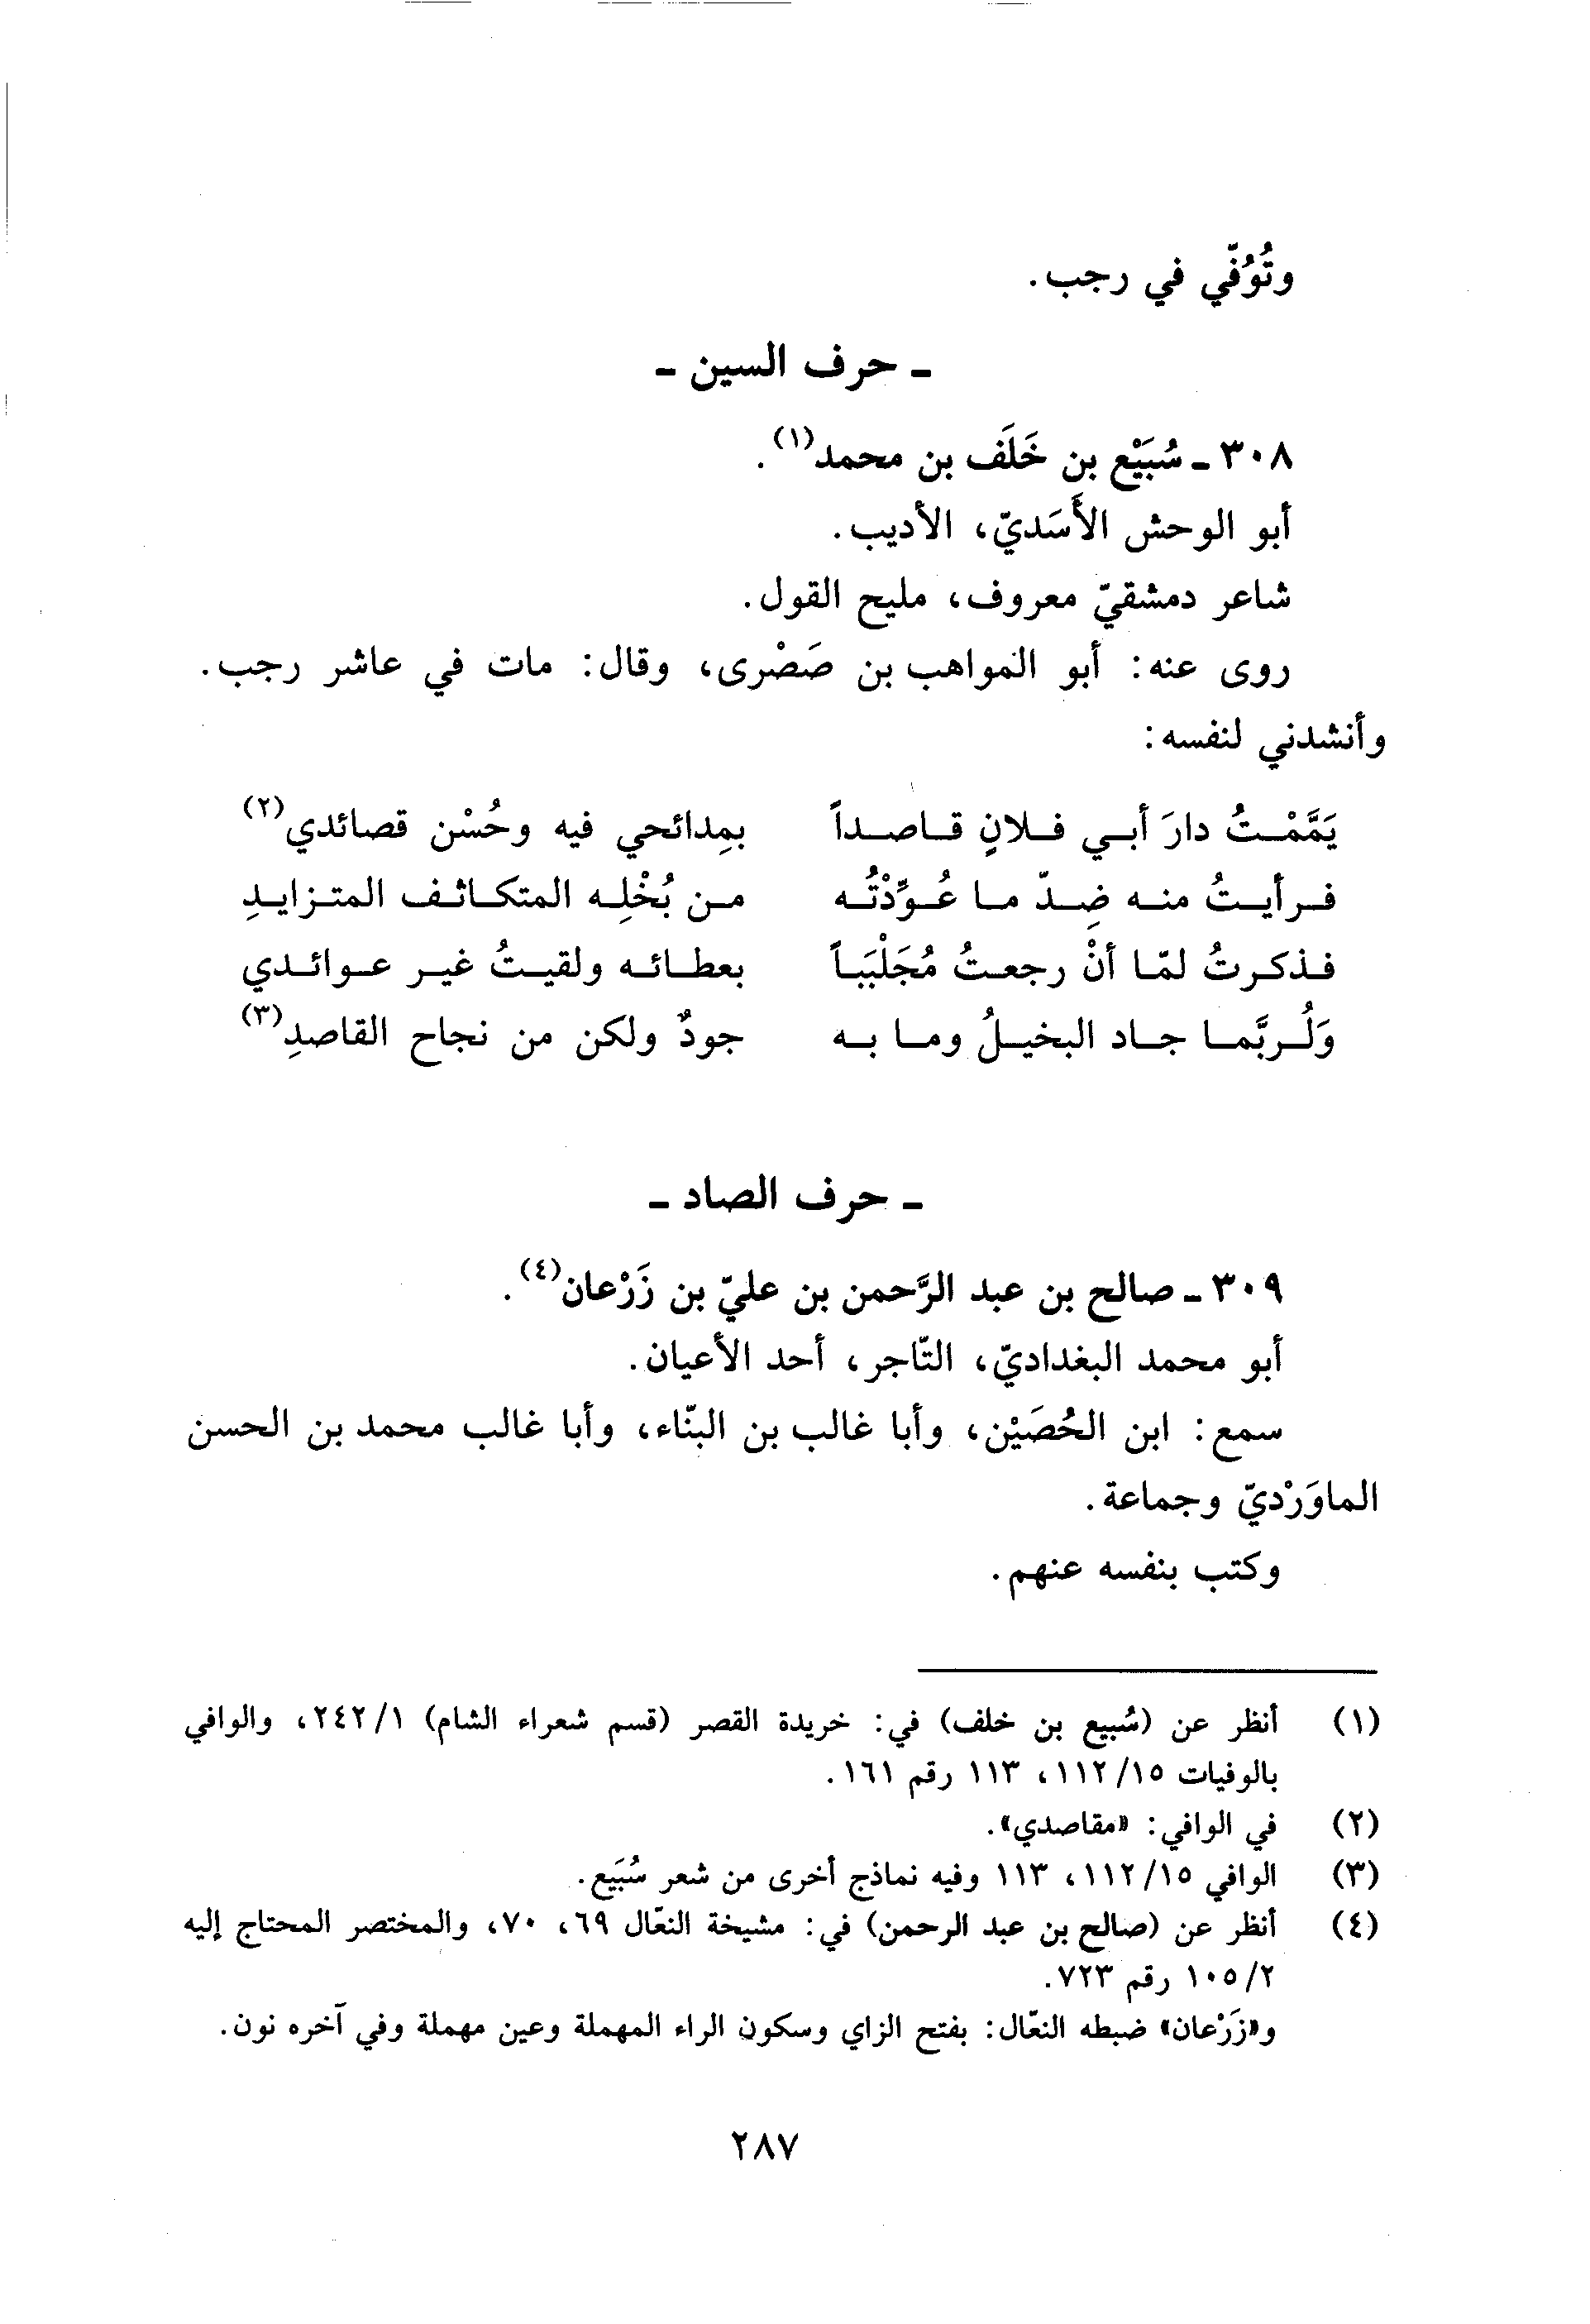 وتُوُفّي في رجب.
ـ حرف السين ـ
٣٠٨ ـ سُبَيْع بن خَلَف بن محمد(١).
أبو الوحش الأَسَديّ، الأديب.
شاعر دمشقيّ معروف، مليح القول.
روى عنه: أبو المواهب بن صَصْرى، وقال: مات في عاشر رجب.
وأنشدني لنفسه:
يَمَّمْتُ دارَ أبي فلانٍ قاصداً بمِدائحي فيه وحُسْن قصائدي(٢)
فرأيتُ منه ضِدّ ما عُوِّدْتُه من بُخْلِه المتكاثف المتزايدِ
فذكرتُ لمّا أنْ رجعتُ مُجَلْبَباً بعطائه ولقيتُ غير عوائدي
وَلُربَّما جاد البخيلُ وما به جودٌ ولكن من نجاح القاصدِ(٣)
ـ حرف الصاد ـ
٣٠٩ ـ صالح بن عبد الرَّحمن بن عليّ بن زَرْعان(٤).
أبو محمد البغداديّ، التّاجر، أحد الأعيان.
سمع: ابن الحُصَيْن، وأبا غالب بن البنّاء، وأبا غالب محمد بن الحسن
الماوَرْديّ وجماعة.
وكتب بنفسه عنهم.
(١) أنظر عن (سُبيع بن خلف) في: خريدة القصر (قسم شعراء الشام) ١/٢٤٢، والوافي
بالوفيات ١٥/١١٢، ١١٣ رقم ١٦١.
(٢) في الوافي: «مقاصدي».
(٣) الوافي ١٥/١١٢، ١١٣ وفيه نماذج أخرى من شعر سُبَيع.
(٤) أنظر عن (صالح بن عبد الرحمن) في: مشيخة النعّال ٦٩، ٧٠، والمختصر المحتاج إليه
٢/١٠٥ رقم ٧٢٣.
و«زَرْعان» ضبطه النعّال: بفتح الزاي وسكون الراء المهملة وعين مهملة وفي آخره نون.
٢٨٧